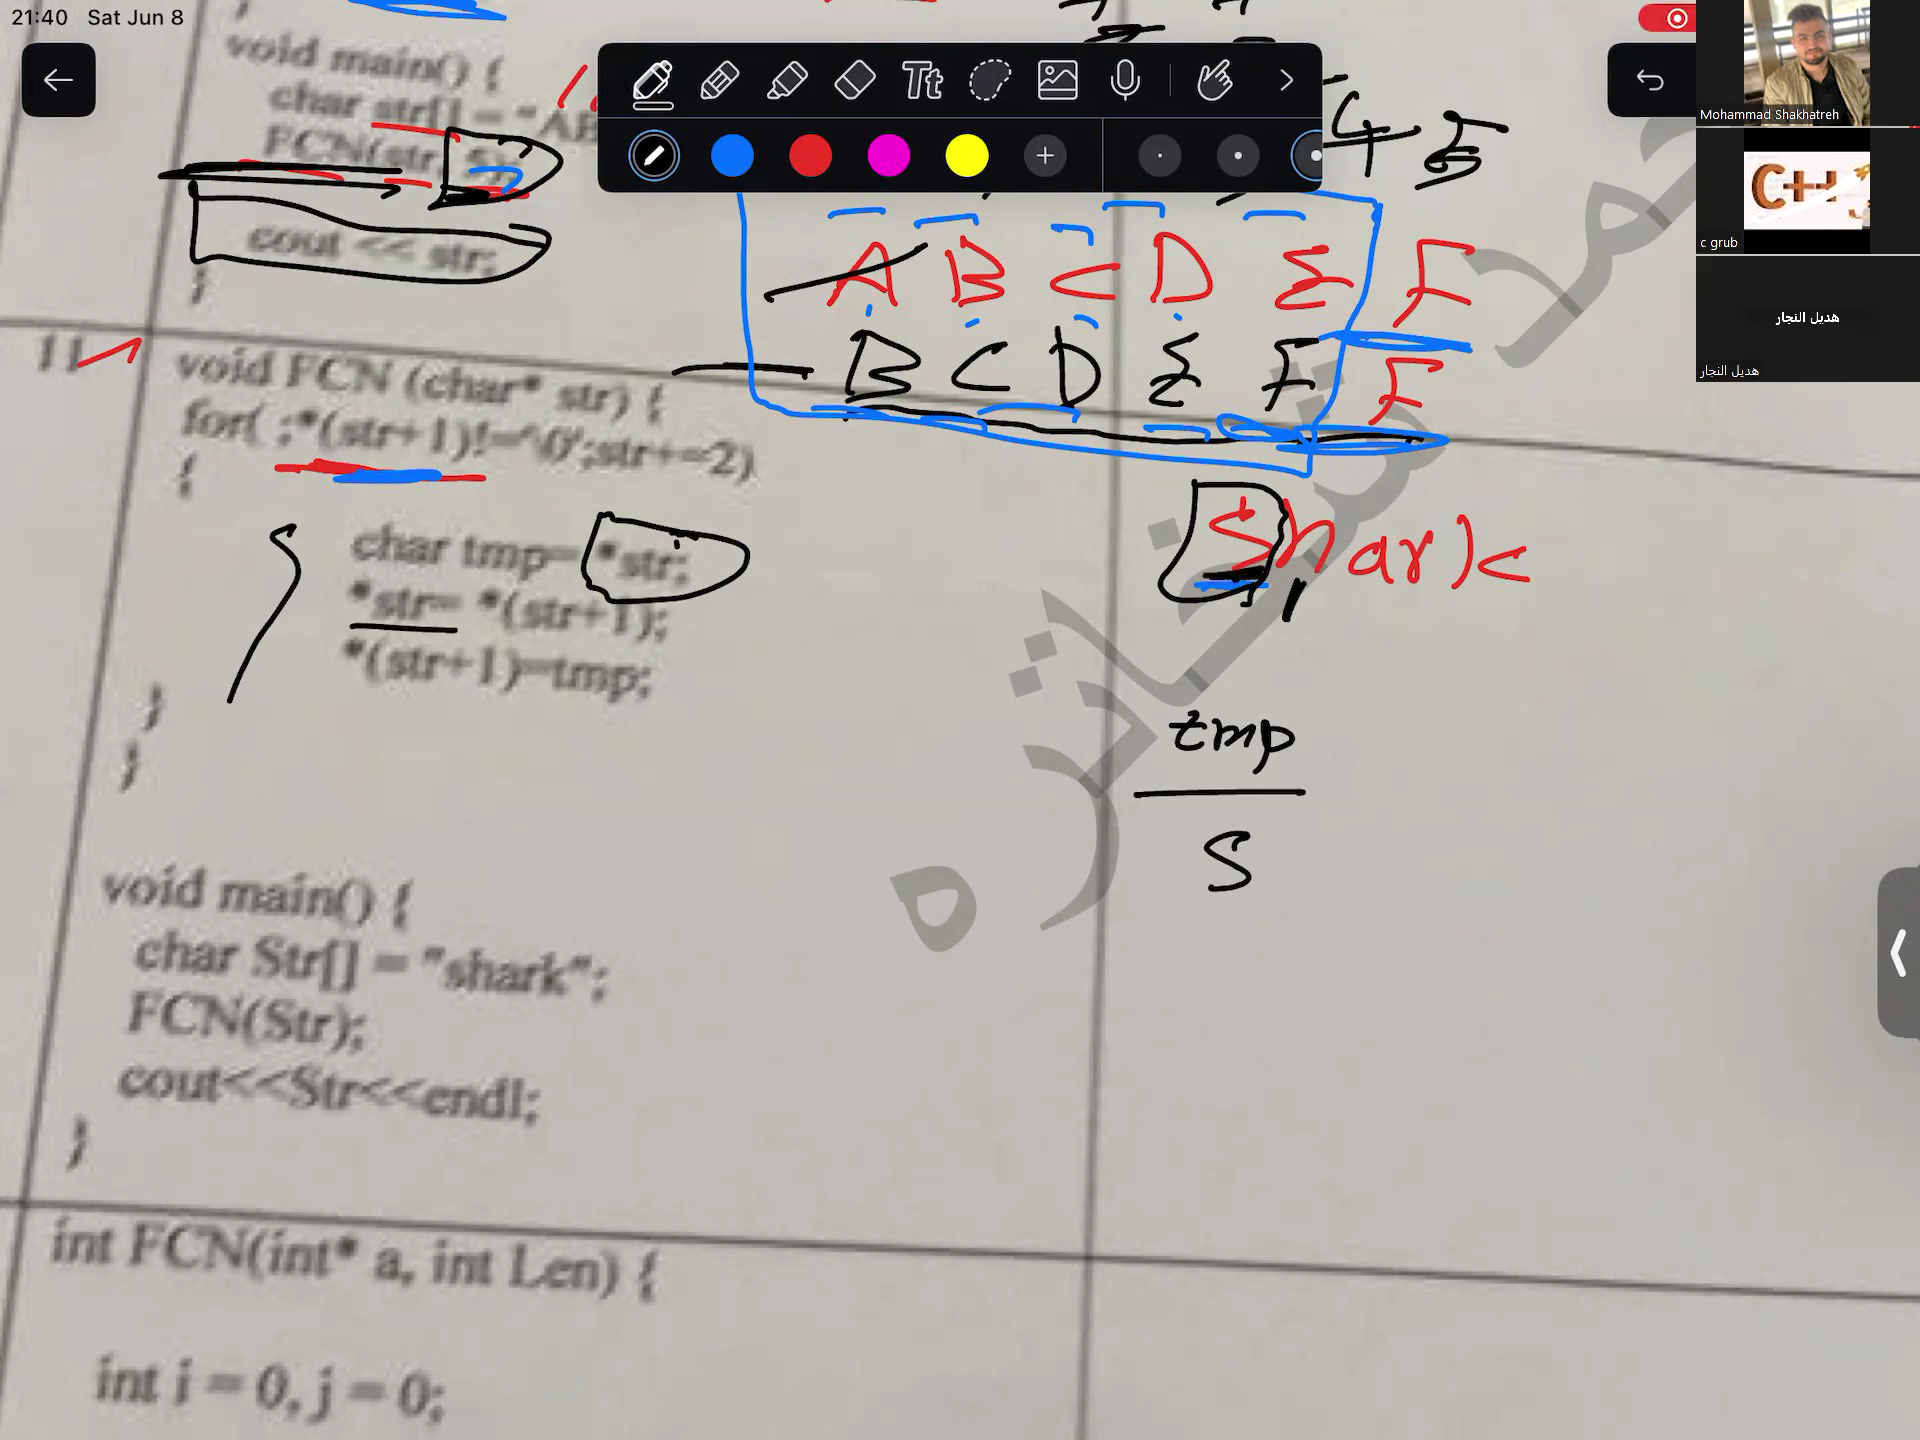 21:40 Sat Jun 8
void main() {
char str[] = "AB
FCN(str,
cout << str;
}
Tt
4 5
A B C D E F
B C D E F F
Mohammad Shakhatreh
C++
c grub
هديل النجار
هديل النجار
11
void FCN (char* str) {
for( ;*(str+1)!='\0';str+=2)
{
char tmp= *str;
*str= *(str+1);
*(str+1)=tmp;
}
}
Shark
tmp
S
void main() {
char Str[] = "shark";
FCN(Str);
cout<<Str<<endl;
}
int FCN(int* a, int Len) {
int i = 0, j = 0;